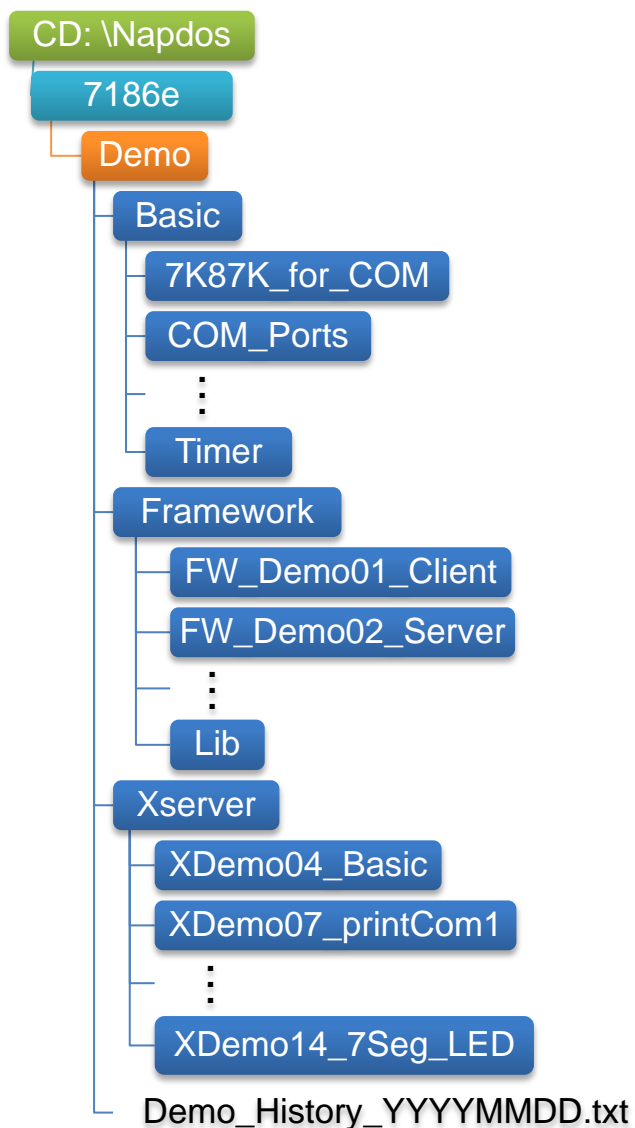 CD: \Napdos
7186e
Demo
Basic
7K87K_for_COM
COM_Ports
⋮
Timer
Framework
FW_Demo01_Client
FW_Demo02_Server
⋮
Lib
Xserver
XDemo04_Basic
XDemo07_printCom1
⋮
XDemo14_7Seg_LED
Demo_History_YYYYMMDD.txt